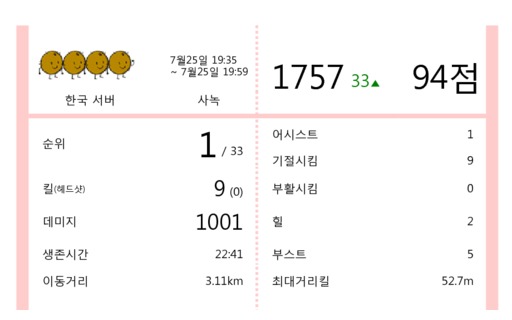 7월25일 19:35
~ 7월25일 19:59
한국 서버
사녹
1757 33▲ 94점
순위 1 / 33
킬(헤드샷) 9 (0)
데미지 1001
생존시간 22:41
이동거리 3.11km
어시스트 1
기절시킴 9
부활시킴 0
힐 2
부스트 5
최대거리킬 52.7m